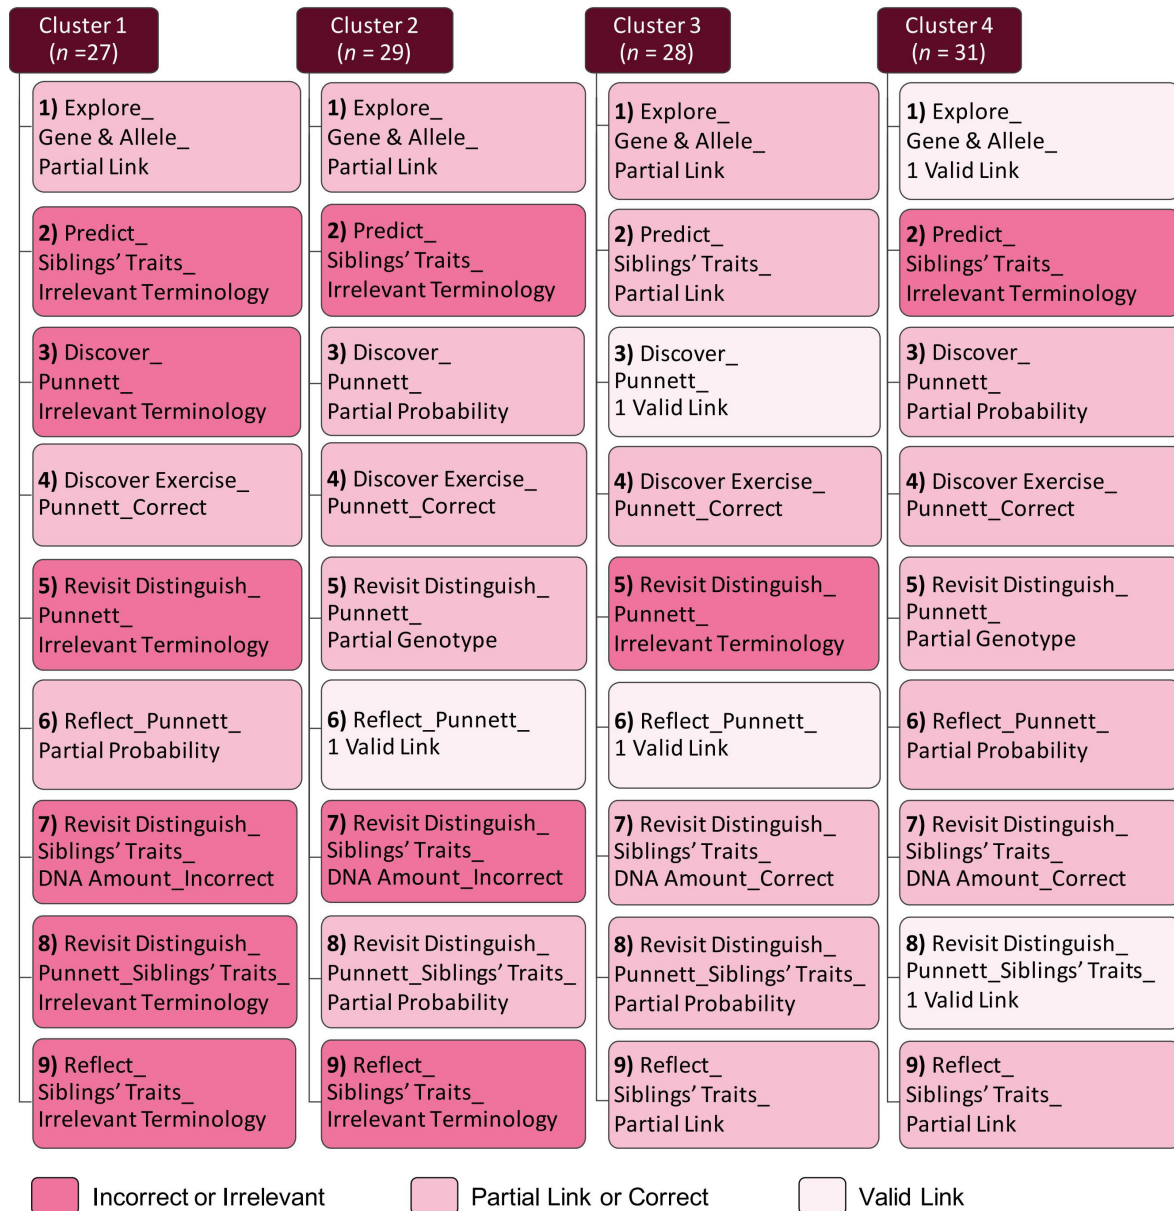 Cluster 1
(n =27)
1) Explore_
Gene & Allele_
Partial Link
2) Predict_
Siblings’ Traits_
Irrelevant Terminology
3) Discover_
Punnett_
Irrelevant Terminology
4) Discover Exercise_
Punnett_Correct
5) Revisit Distinguish_
Punnett_
Irrelevant Terminology
6) Reflect_Punnett_
Partial Probability
7) Revisit Distinguish_
Siblings’ Traits_
DNA Amount_Incorrect
8) Revisit Distinguish_
Punnett_Siblings’ Traits_
Irrelevant Terminology
9) Reflect_
Siblings’ Traits_
Irrelevant Terminology
Cluster 2
(n = 29)
1) Explore_
Gene & Allele_
Partial Link
2) Predict_
Siblings’ Traits_
Irrelevant Terminology
3) Discover_
Punnett_
Partial Probability
4) Discover Exercise_
Punnett_Correct
5) Revisit Distinguish_
Punnett_
Partial Genotype
6) Reflect_Punnett_
1 Valid Link
7) Revisit Distinguish_
Siblings’ Traits_
DNA Amount_Incorrect
8) Revisit Distinguish_
Punnett_Siblings’ Traits_
Partial Probability
9) Reflect_
Siblings’ Traits_
Irrelevant Terminology
Cluster 3
(n = 28)
1) Explore_
Gene & Allele_
Partial Link
2) Predict_
Siblings’ Traits_
Partial Link
3) Discover_
Punnett_
1 Valid Link
4) Discover Exercise_
Punnett_Correct
5) Revisit Distinguish_
Punnett_
Irrelevant Terminology
6) Reflect_Punnett_
1 Valid Link
7) Revisit Distinguish_
Siblings’ Traits_
DNA Amount_Correct
8) Revisit Distinguish_
Punnett_Siblings’ Traits_
Partial Probability
9) Reflect_
Siblings’ Traits_
Partial Link
Cluster 4
(n = 31)
1) Explore_
Gene & Allele_
1 Valid Link
2) Predict_
Siblings’ Traits_
Irrelevant Terminology
3) Discover_
Punnett_
Partial Probability
4) Discover Exercise_
Punnett_Correct
5) Revisit Distinguish_
Punnett_
Partial Genotype
6) Reflect_Punnett_
Partial Probability
7) Revisit Distinguish_
Siblings’ Traits_
DNA Amount_Correct
8) Revisit Distinguish_
Punnett_Siblings’ Traits_
1 Valid Link
9) Reflect_
Siblings’ Traits_
Partial Link
Incorrect or Irrelevant
Partial Link or Correct
Valid Link